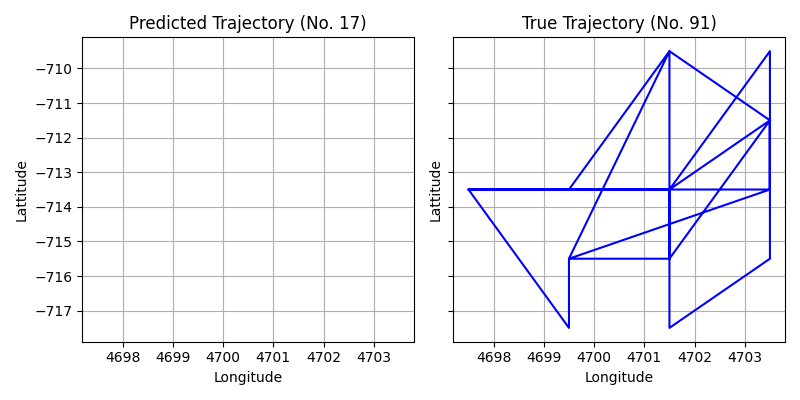 Predicted Trajectory (No. 17)
Lattitude
−710
−711
−712
−713
−714
−715
−716
−717
4698 4699 4700 4701 4702 4703
Longitude
True Trajectory (No. 91)
Lattitude
4698 4699 4700 4701 4702 4703
Longitude